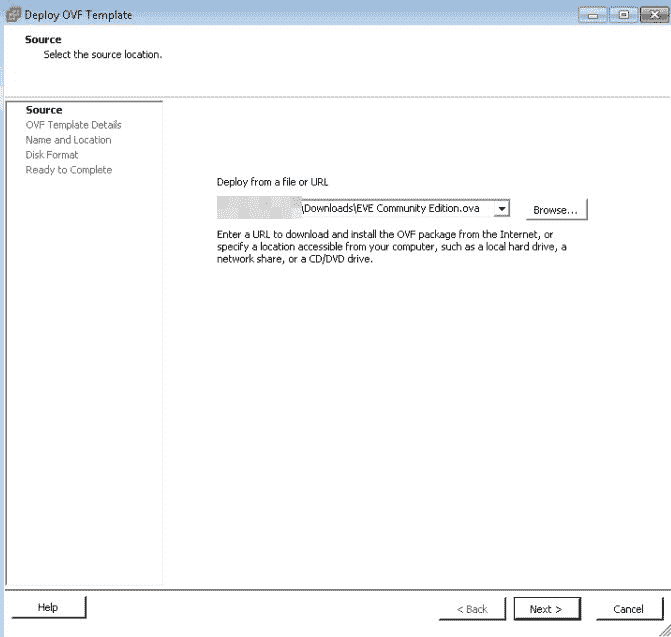 Deploy OVF Template
Source
Select the source location.
Source
OVF Template Details
Name and Location
Disk Format
Ready to Complete
Deploy from a file or URL
\Downloads\EVE Community Edition.ova
Browse...
Enter a URL to download and install the OVF package from the Internet, or
specify a location accessible from your computer, such as a local hard drive, a
network share, or a CD/DVD drive.
Help
< Back
Next >
Cancel